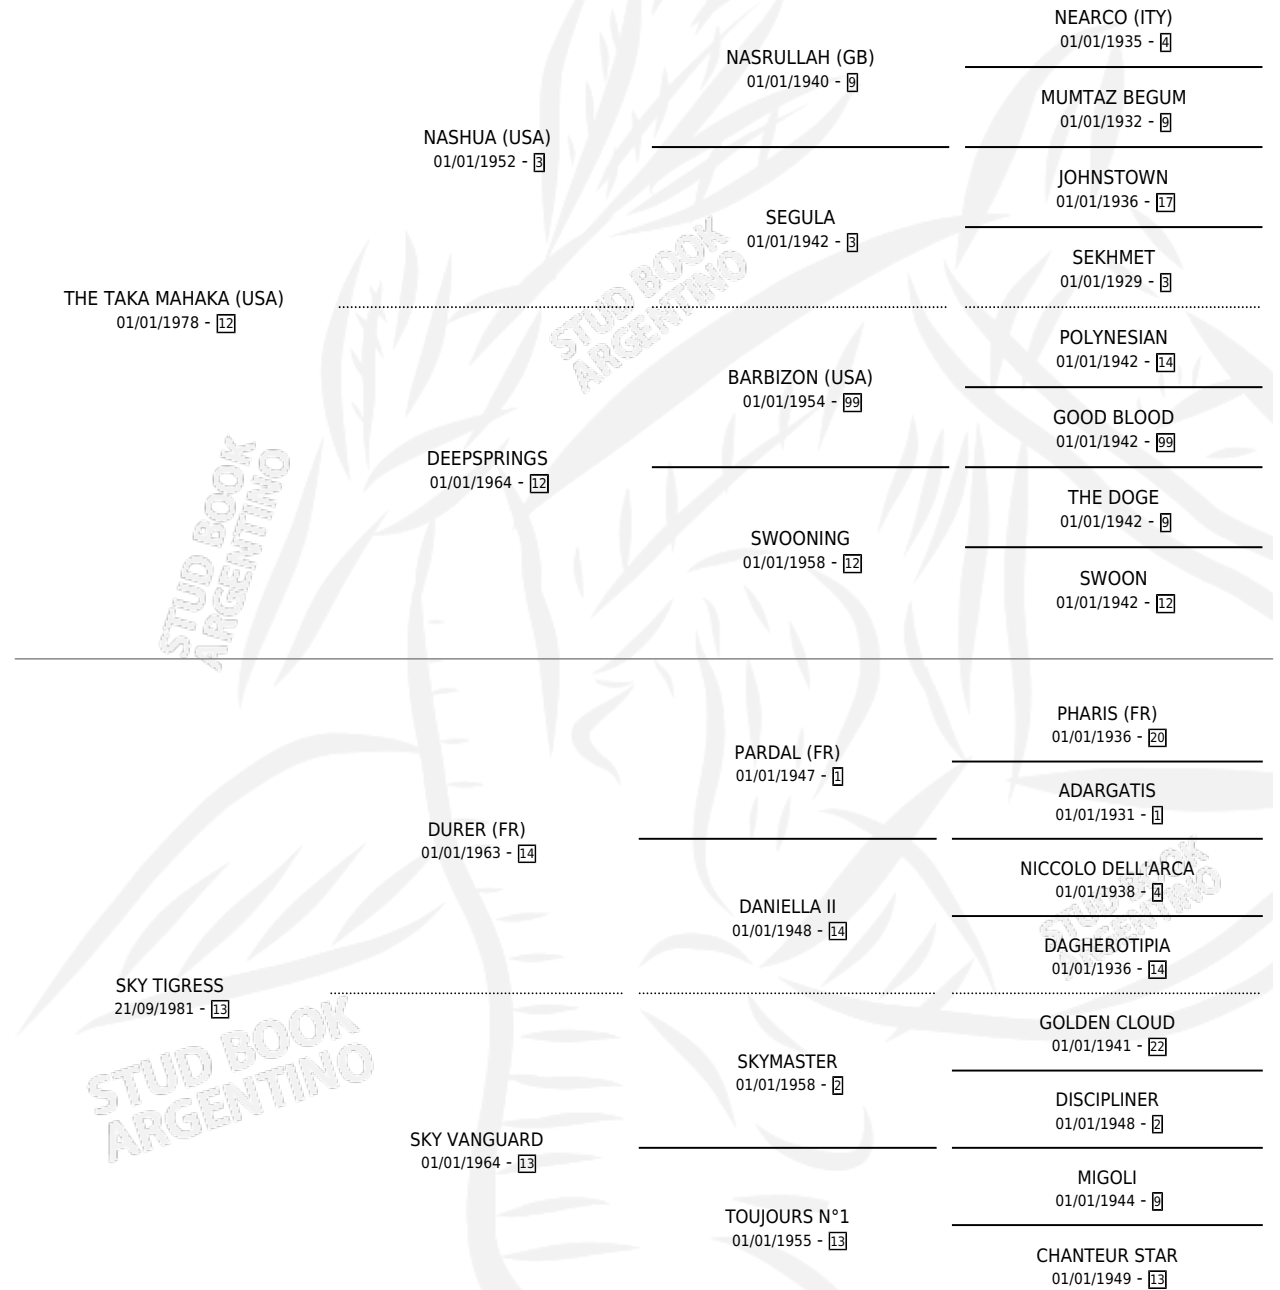 NEARCO (ITY)
01/01/1935 - 4
NASRULLAH (GB)
01/01/1940 - 9
MUMTAZ BEGUM
01/01/1932 - 9
NASHUA (USA)
01/01/1952 - 3
JOHNSTOWN
01/01/1936 - 17
SEGULA
01/01/1942 - 3
SEKHMET
01/01/1929 - 3
THE TAKA MAHAKA (USA)
01/01/1978 - 12
STUD BOOK
ARGENTINO
POLYNESIAN
01/01/1942 - 14
BARBIZON (USA)
01/01/1954 - 99
GOOD BLOOD
01/01/1942 - 99
DEEPSPRINGS
01/01/1964 - 12
THE DOGE
01/01/1942 - 9
SWOONING
01/01/1958 - 12
SWOON
01/01/1942 - 12
STUD BOOK
ARGENTINO
PHARIS (FR)
01/01/1936 - 20
PARDAL (FR)
01/01/1947 - 1
ADARGATIS
01/01/1931 - 1
DURER (FR)
01/01/1963 - 14
NICCOLO DELL'ARCA
01/01/1938 - 4
DANIELLA II
01/01/1948 - 14
STUD BOOK
ARGENTINO
DAGHEROTIPIA
01/01/1936 - 14
SKY TIGRESS
21/09/1981 - 13
STUD BOOK
ARGENTINO
GOLDEN CLOUD
01/01/1941 - 22
SKYMASTER
01/01/1958 - 2
DISCIPLINER
01/01/1948 - 2
SKY VANGUARD
01/01/1964 - 13
MIGOLI
01/01/1944 - 9
TOUJOURS N°1
01/01/1955 - 13
CHANTEUR STAR
01/01/1949 - 13